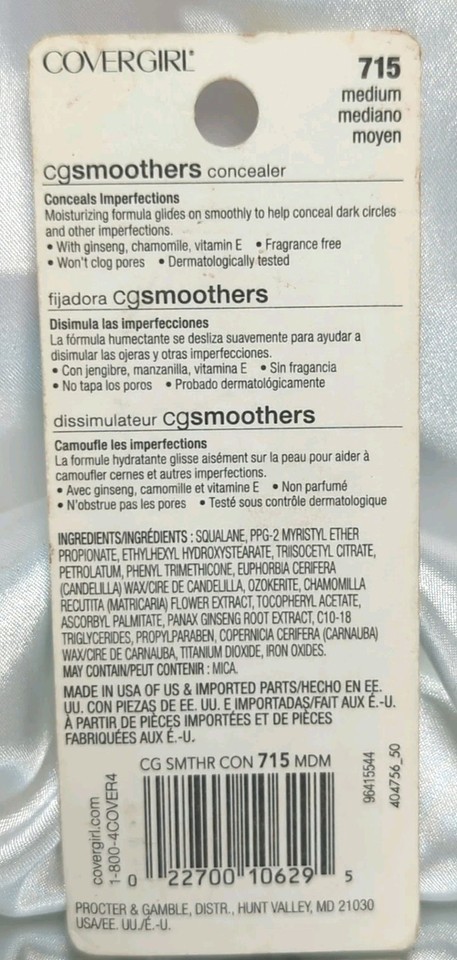 COVERGIRL®
715
medium
mediano
moyen
cgsmoothers concealer
Conceals Imperfections
Moisturizing formula glides on smoothly to help conceal dark circles
and other imperfections.
• With ginseng, chamomile, vitamin E • Fragrance free
• Won't clog pores • Dermatologically tested
fijadora cgsmoothers
Disimula las imperfecciones
La fórmula humectante se desliza suavemente para ayudar a
disimular las ojeras y otras imperfecciones.
• Con jengibre, manzanilla, vitamina E • Sin fragancia
• No tapa los poros • Probado dermatológicamente
dissimulateur cgsmoothers
Camoufle les imperfections
La formule hydratante glisse aisément sur la peau pour aider à
camoufler cernes et autres imperfections.
• Avec ginseng, camomille et vitamine E • Non parfumé
• N'obstrue pas les pores • Testé sous contrôle dermatologique
INGREDIENTS/INGRÉDIENTS : SQUALANE, PPG-2 MYRISTYL ETHER
PROPIONATE, ETHYLHEXYL HYDROXYSTEARATE, TRIISOCETYL CITRATE,
PETROLATUM, PHENYL TRIMETHICONE, EUPHORBIA CERIFERA
(CANDELILLA) WAX/CIRE DE CANDELILLA, OZOKERITE, CHAMOMILLA
RECUTITA (MATRICARIA) FLOWER EXTRACT, TOCOPHERYL ACETATE,
ASCORBYL PALMITATE, PANAX GINSENG ROOT EXTRACT, C10-18
TRIGLYCERIDES, PROPYLPARABEN, COPERNICIA CERIFERA (CARNAUBA)
WAX/CIRE DE CARNAUBA, TITANIUM DIOXIDE, IRON OXIDES.
MAY CONTAIN/PEUT CONTENIR : MICA.
MADE IN USA OF US & IMPORTED PARTS/HECHO EN EE.
UU. CON PIEZAS DE EE. UU. E IMPORTADAS/FAIT AUX É.-U.
À PARTIR DE PIÈCES IMPORTÉES ET DE PIÈCES
FABRIQUÉES AUX É.-U.
CG SMTHR CON 715 MDM
covergirl.com
1-800-4COVER4
0 22700 10629 5
96415544
404756_50
PROCTER & GAMBLE, DISTR., HUNT VALLEY, MD 21030
USA/EE. UU./É.-U.